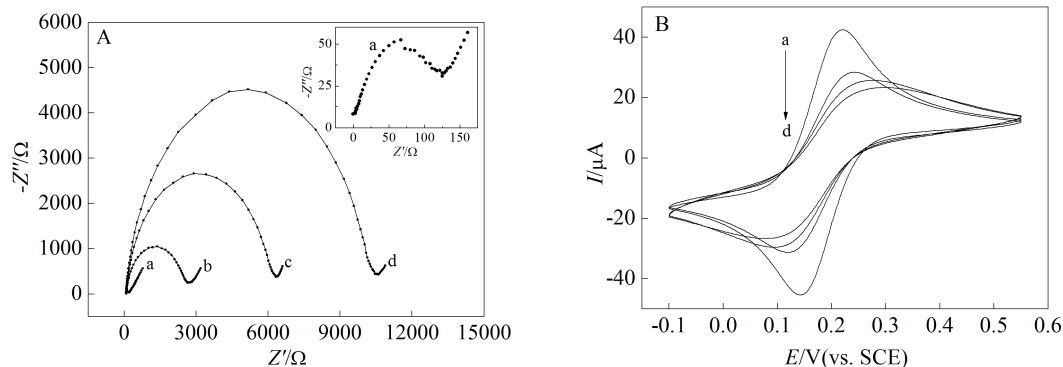 A
6000
5000
4000
3000
2000
1000
0
-Z″/Ω
0 3000 6000 9000 12000 15000
Z′/Ω
a
b
c
d
a
50
25
0
-Z″/Ω
0 50 100 150
Z′/Ω
B
40
20
0
-20
-40
I/μA
a
d
-0.1 0.0 0.1 0.2 0.3 0.4 0.5 0.6
E/V(vs. SCE)